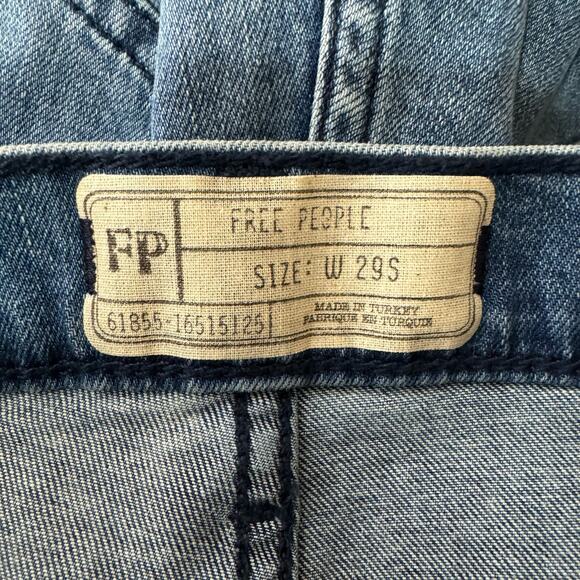 FP
FREE PEOPLE
SIZE: W 29S
61855-16515125
MADE IN TURKEY
FABRIQUE EN TURQUIE